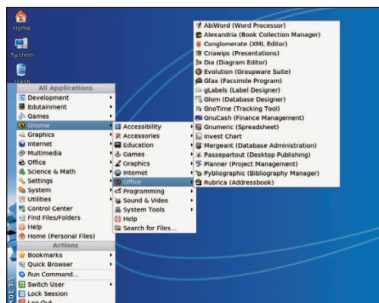 Home
System
Trash
All Applications
Development
Edutainment
Games
Gnome
Graphics
Internet
Multimedia
Office
Science & Math
Settings
System
Utilities
Control Center
Find Files/Folders
Help
Home (Personal Files)
Actions
Bookmarks
Quick Browser
Run Command...
Switch User
Lock Session
Log Out
Accessibility
Accessories
Education
Games
Graphics
Internet
Office
Programming
Sound & Video
System Tools
Help
Search for Files...
AbiWord (Word Processor)
Alexandria (Book Collection Manager)
Conglomerate (XML Editor)
Criawips (Presentations)
Dia (Diagram Editor)
Evolution (Groupware Suite)
Gfax (Facsimile Program)
gLabels (Label Designer)
Glom (Database Designer)
GnoTime (Tracking Tool)
GnuCash (Finance Management)
Gnumeric (Spreadsheet)
Invest Chart
Mergeant (Database Administration)
Passepartout (Desktop Publishing)
Planner (Project Management)
Pybliographic (Bibliography Manager)
Rubrica (Addressbook)